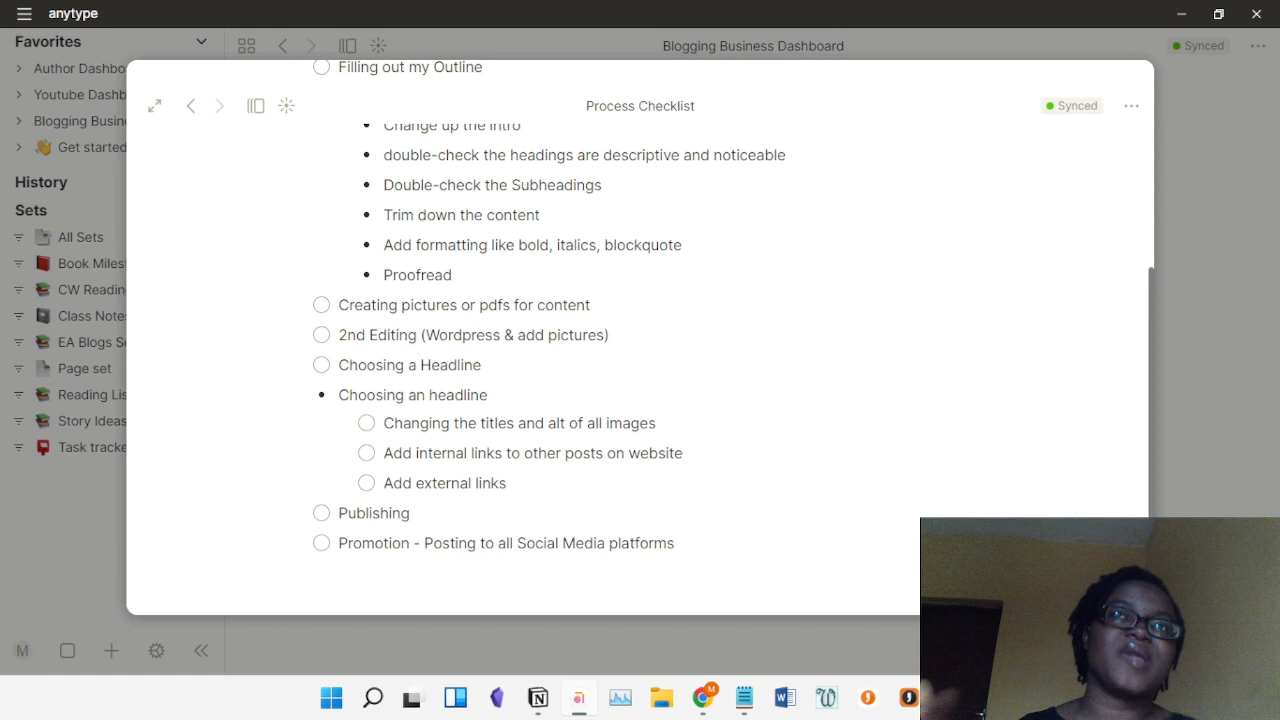 anytype
Favorites
Blogging Business Dashboard
Synced
Author Dashbo
Youtube Dashb
Blogging Busin
Get started
History
Sets
All Sets
Book Milest
CW Readin
Class Notes
EA Blogs Se
Page set
Reading Lis
Story Ideas
Task tracke
M
Filling out my Outline
Process Checklist
Synced
Change up the intro
double-check the headings are descriptive and noticeable
Double-check the Subheadings
Trim down the content
Add formatting like bold, italics, blockquote
Proofread
Creating pictures or pdfs for content
2nd Editing (Wordpress & add pictures)
Choosing a Headline
Choosing an headline
Changing the titles and alt of all images
Add internal links to other posts on website
Add external links
Publishing
Promotion - Posting to all Social Media platforms